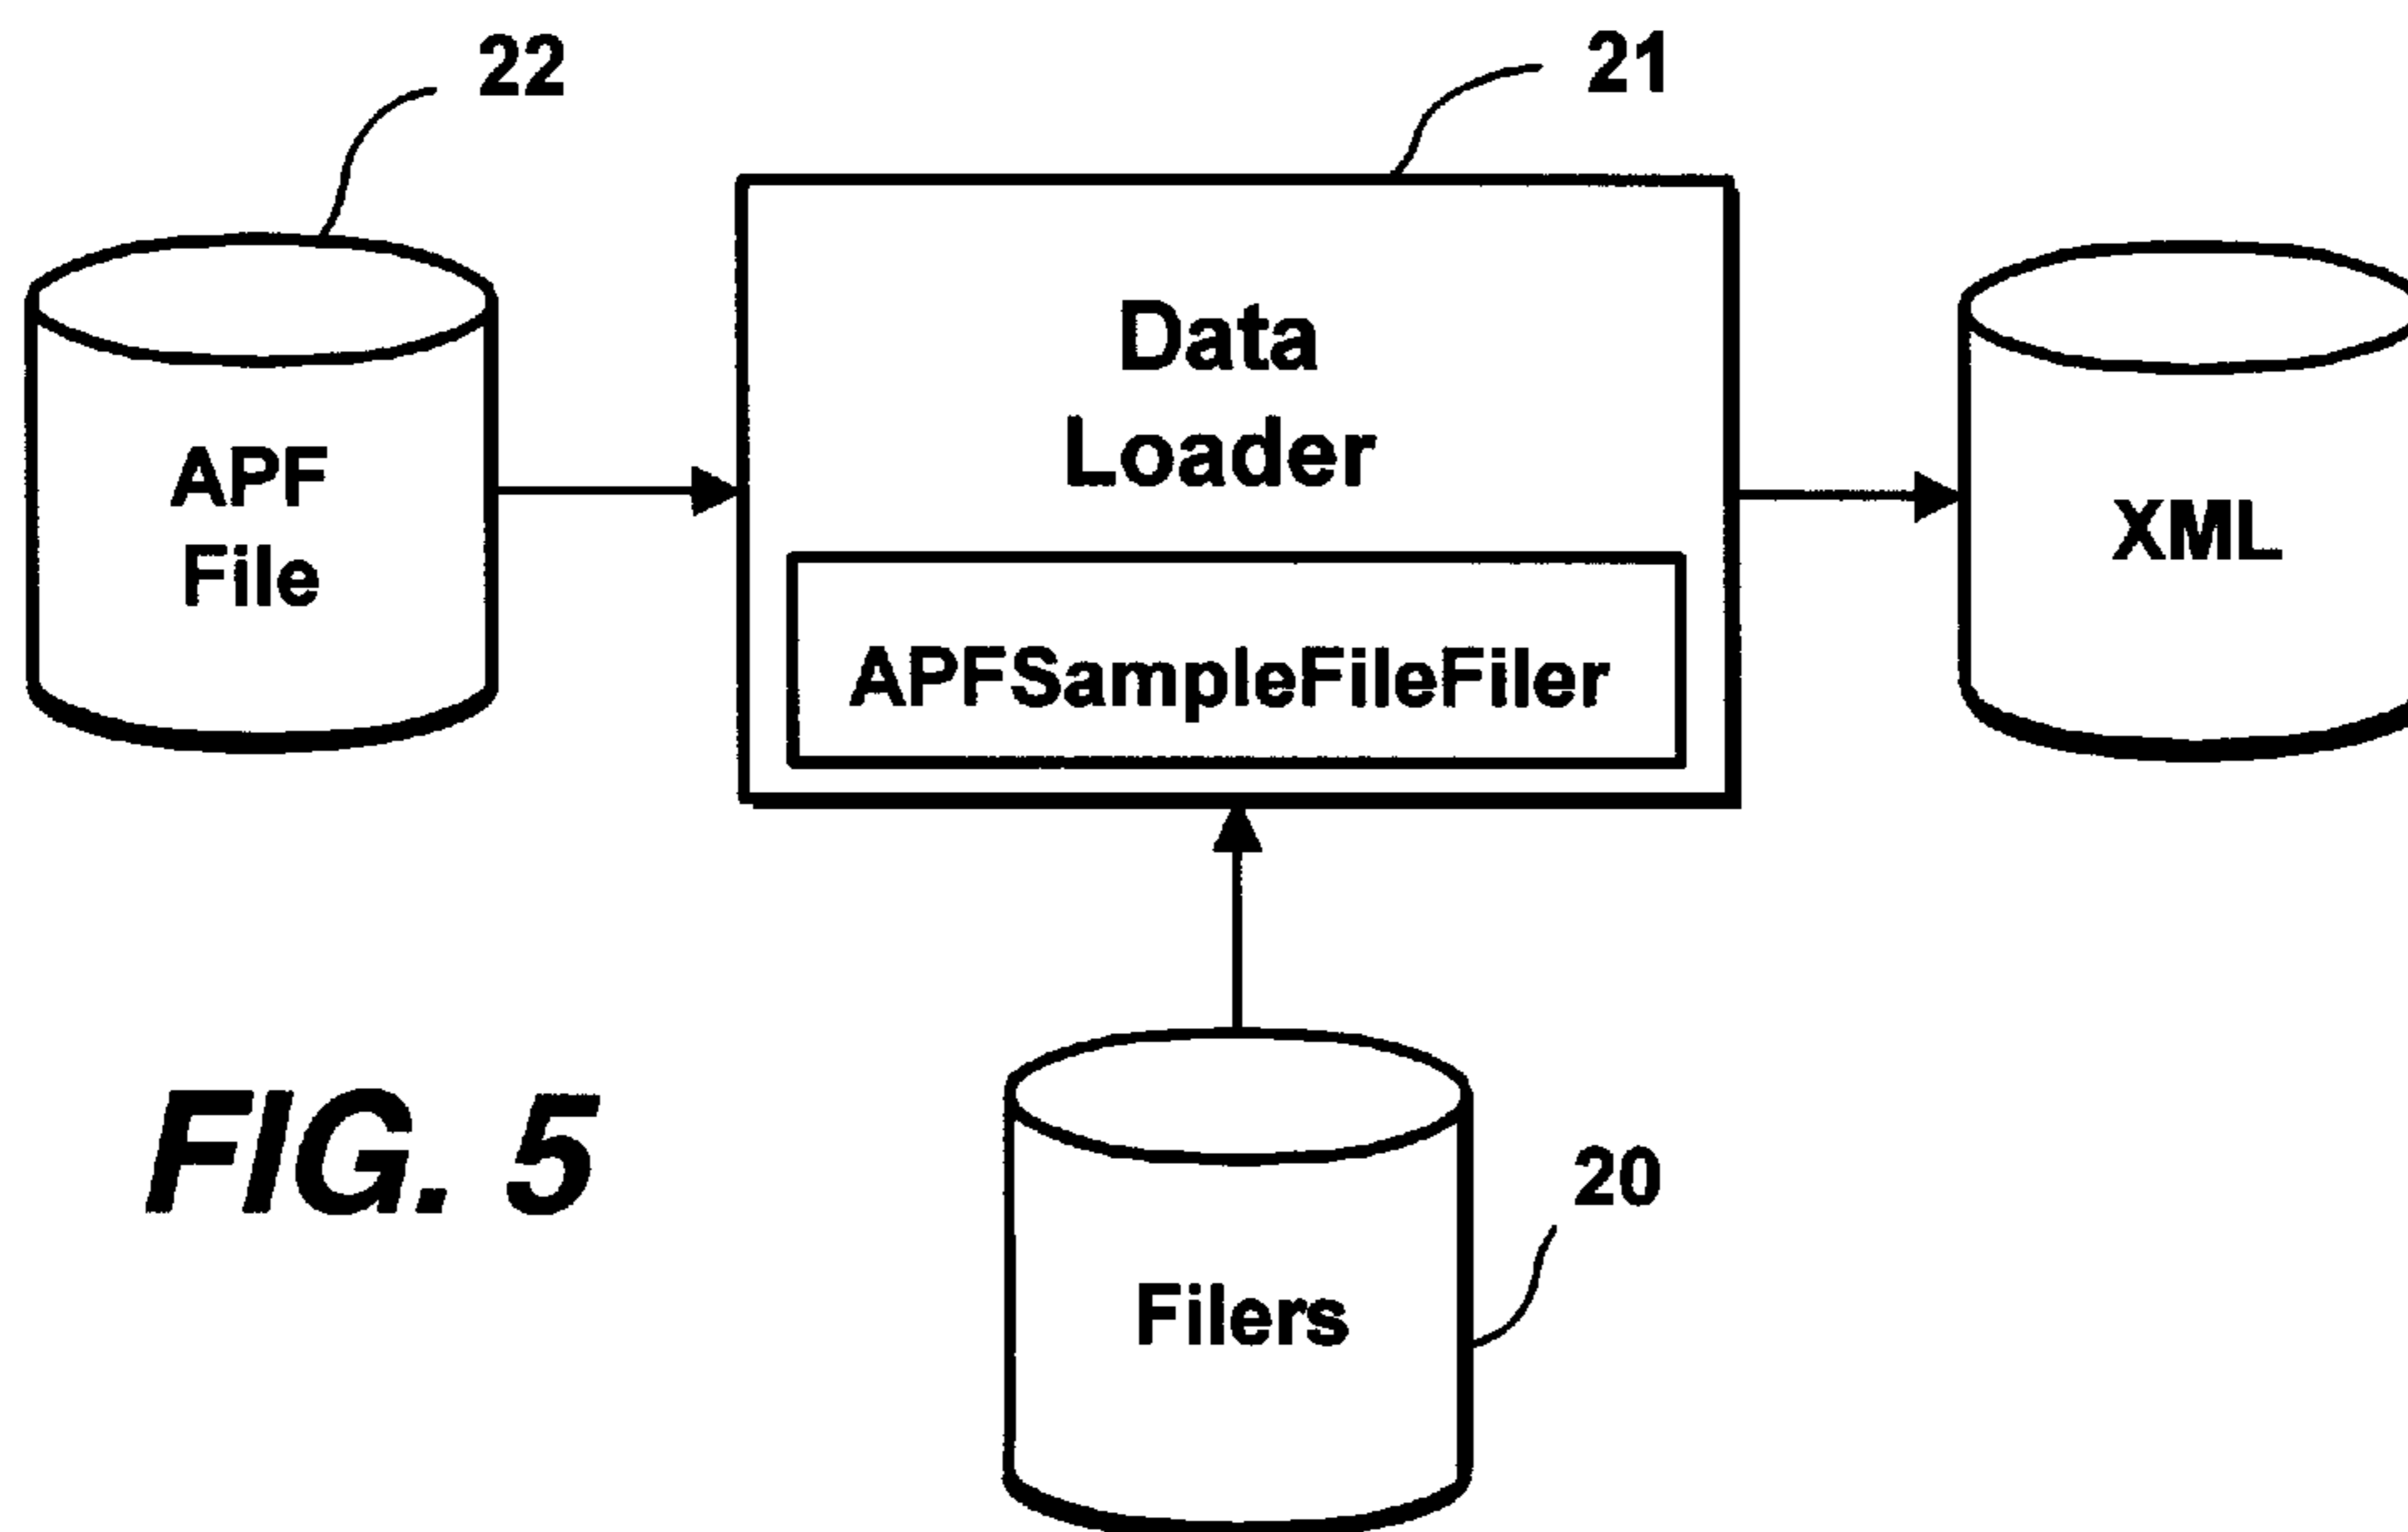 22
21
Data
Loader
APF
File
XML
APFSampleFileFiler
FIG. 5
20
Filers